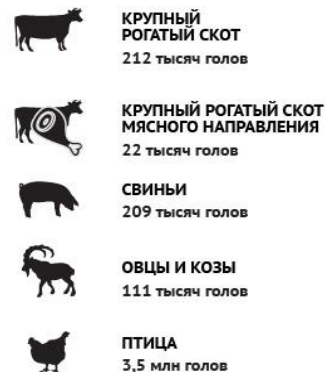 КРУПНЫЙ
РОГАТЫЙ СКОТ
212 тысяч голов
КРУПНЫЙ РОГАТЫЙ СКОТ
МЯСНОГО НАПРАВЛЕНИЯ
22 тысяч голов
СВИНЬИ
209 тысяч голов
ОВЦЫ И КОЗЫ
111 тысяч голов
ПТИЦА
3,5 млн голов